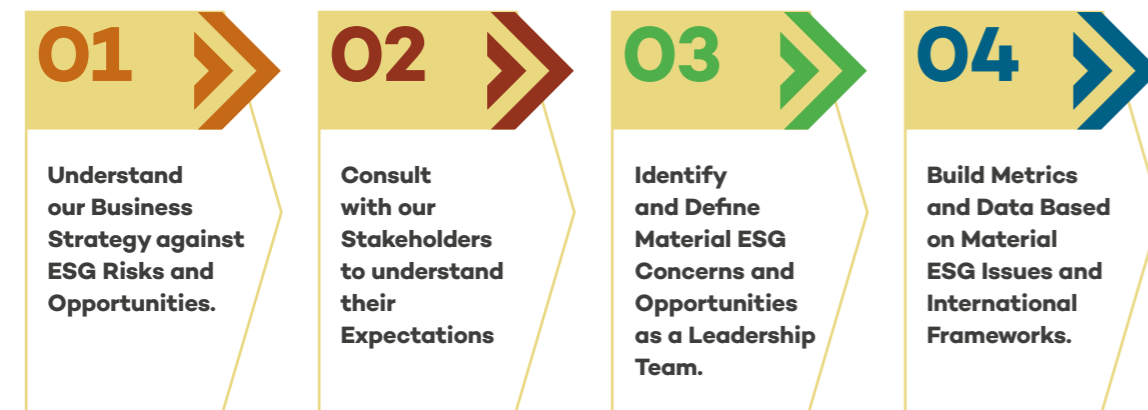 01
Understand
our Business
Strategy against
ESG Risks and
Opportunities.
02
Consult
with our
Stakeholders
to understand
their
Expectations
03
Identify
and Define
Material ESG
Concerns and
Opportunities
as a Leadership
Team.
04
Build Metrics
and Data Based
on Material
ESG Issues and
International
Frameworks.